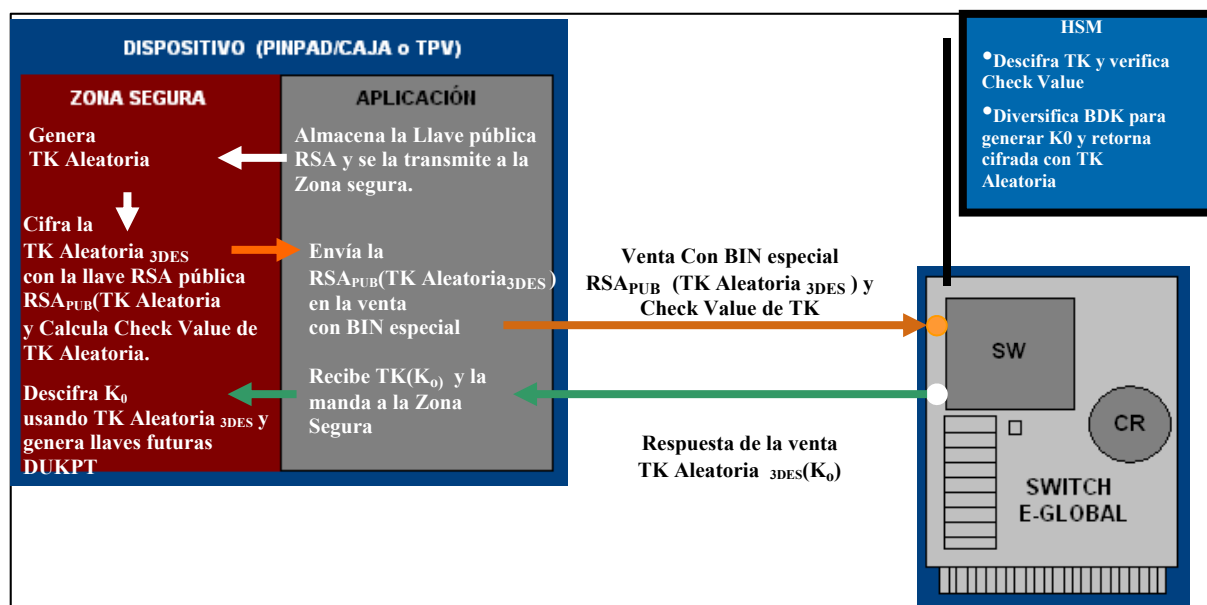 DISPOSITIVO (PINPAD/CAJA o TPV)
ZONA SEGURA
Genera
TK Aleatoria
Cifra la
TK Aleatoria 3DES
con la llave RSA pública
RSAPUB(TK Aleatoria
y Calcula Check Value de
TK Aleatoria.
Descifra K0
usando TK Aleatoria 3DES y
genera llaves futuras
DUKPT
APLICACIÓN
Almacena la Llave pública
RSA y se la transmite a la
Zona segura.
Envía la
RSAPUB(TK Aleatoria3DES )
en la venta
con BIN especial
Recibe TK(Ko) y la
manda a la Zona
Segura
Venta Con BIN especial
RSAPUB (TK Aleatoria 3DES ) y
Check Value de TK
Respuesta de la venta
TK Aleatoria 3DES(Ko)
HSM
•Descifra TK y verifica
Check Value
•Diversifica BDK para
generar K0 y retorna
cifrada con TK
Aleatoria
SW
CR
SWITCH
E-GLOBAL